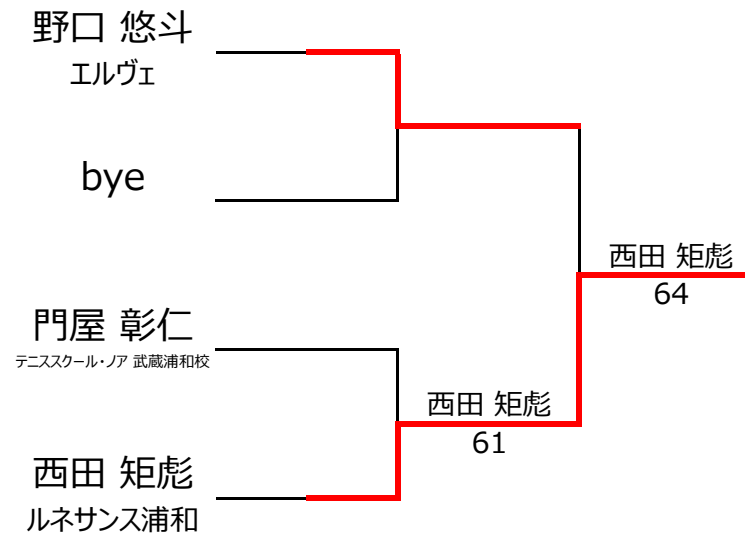 野口 悠斗
エルヴェ
bye
西田 矩彪
64
門屋 彰仁
テニススクール・ノア 武蔵浦和校
西田 矩彪
61
西田 矩彪
ルネサンス浦和